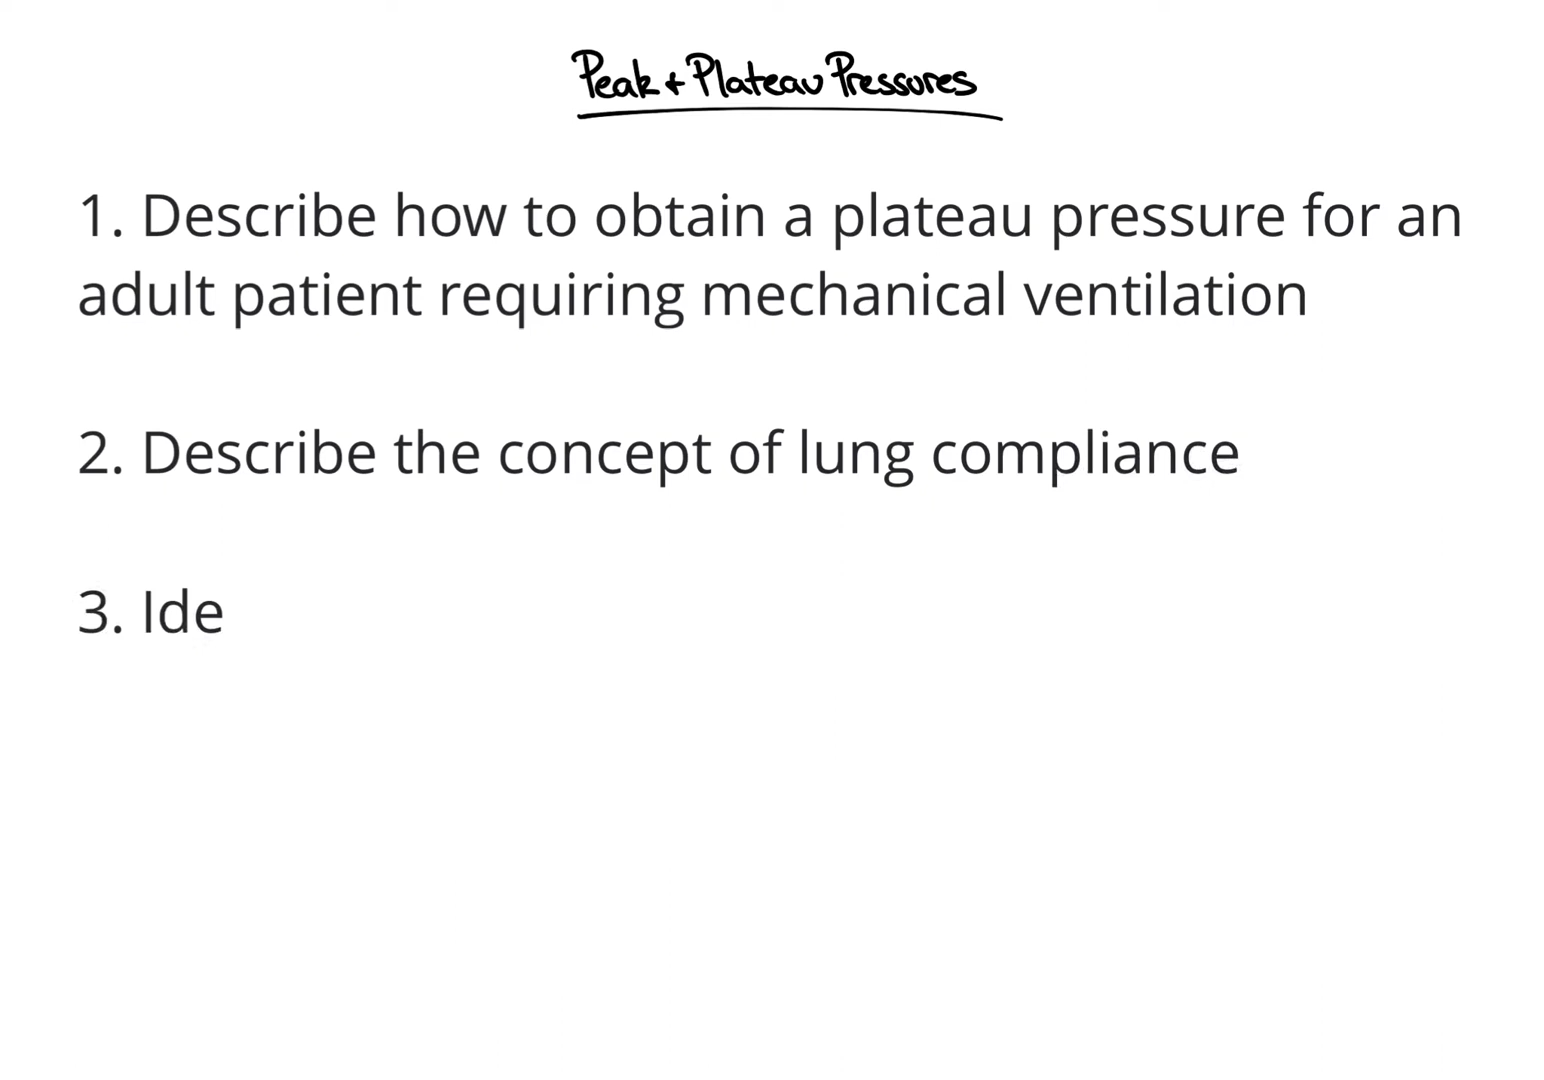 Peak + Plateau Pressures
1. Describe how to obtain a plateau pressure for an
adult patient requiring mechanical ventilation
2. Describe the concept of lung compliance
3. Ide